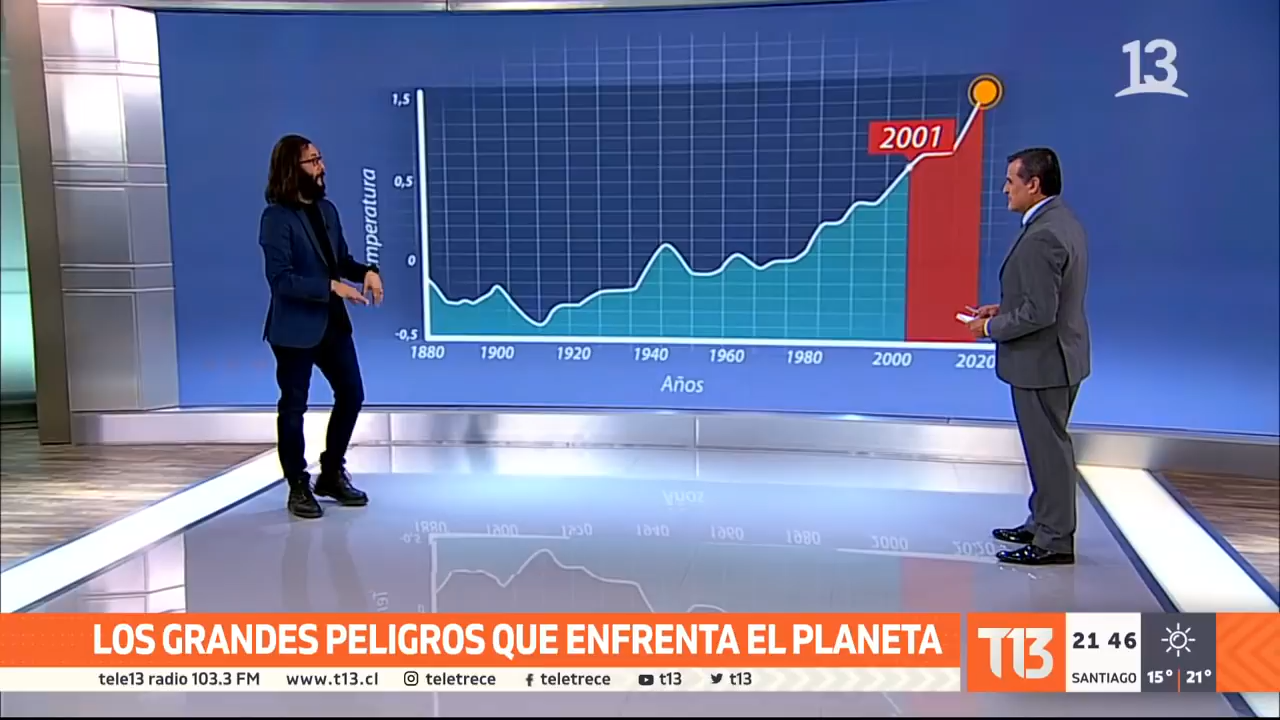 13
1,5
2001
0,5
mperatura
0
-0,5
1880 1900 1920 1940 1960 1980 2000 2020
Años
LOS GRANDES PELIGROS QUE ENFRENTA EL PLANETA
T13
21 46
SANTIAGO
15° 21°
tele13 radio 103.3 FM www.t13.cl teletrece teletrece t13 t13